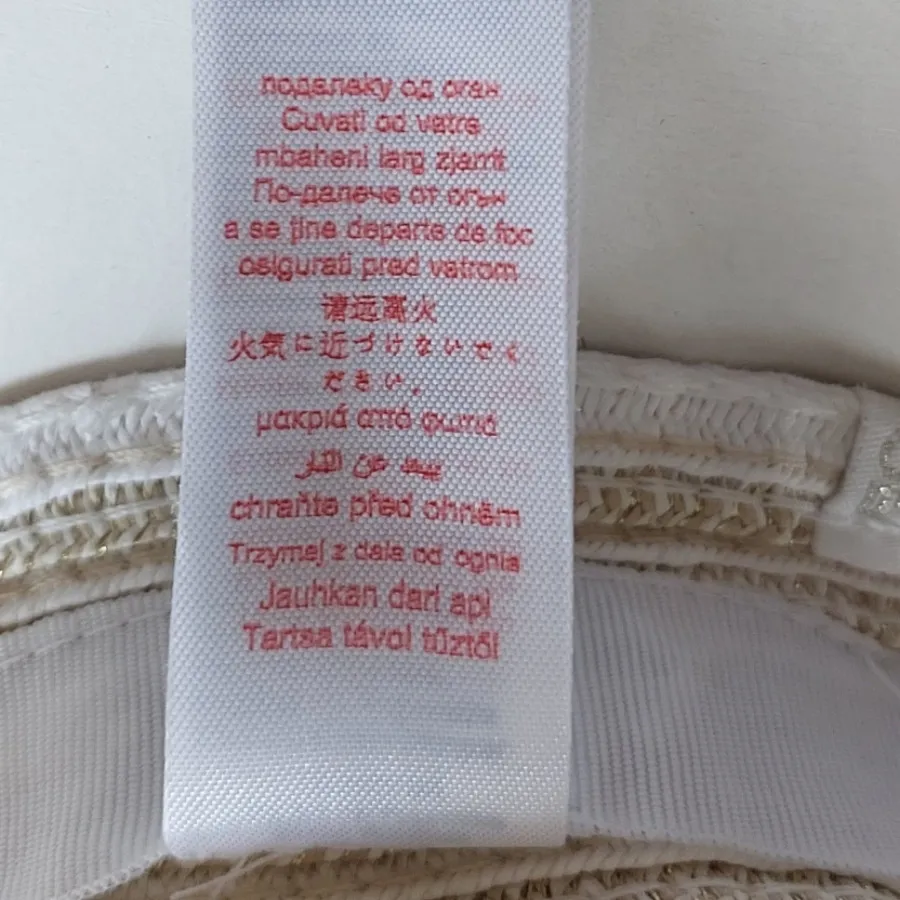 подалеку од оган
Čuvati od vatre
mbaheni larg zjarrit
По-далече от огън
a se ţine departe de foc
osigurati pred vatrom
请远离火
火気に近づけないでく
ださい。
μακριά από φωτιά
يبعد عن النار
chraňte před ohněm
Trzymaj z dala od ognia
Jauhkan dari api
Tartsa távol tűztől